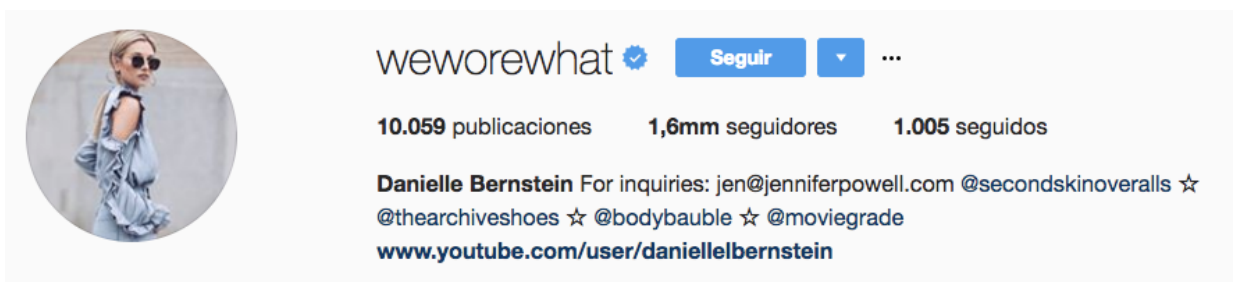 weworewhat Seguir ...
10.059 publicaciones 1,6mm seguidores 1.005 seguidos
Danielle Bernstein For inquiries: jen@jenniferpowell.com @secondskinoveralls ☆
@thearchiveshoes ☆ @bodybauble ☆ @moviegrade
www.youtube.com/user/daniellelbernstein